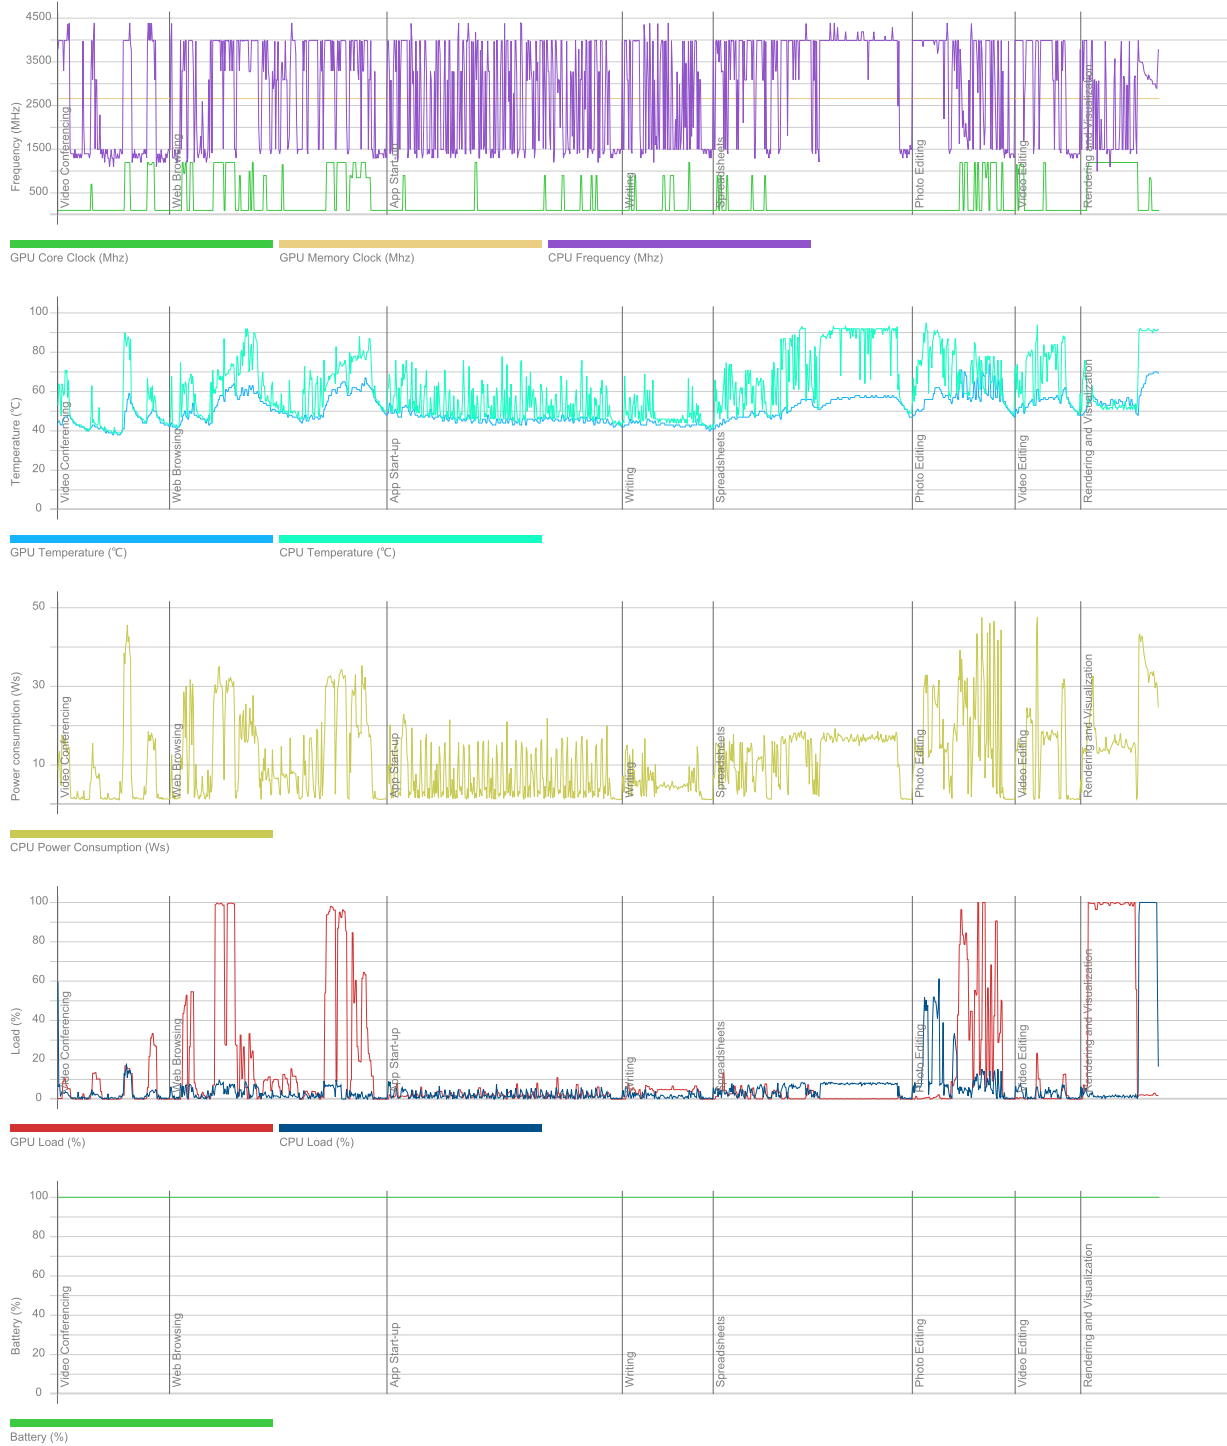 4500
3500
2500
1500
500
Frequency (MHz)
Video Conferencing
Web Browsing
App Start-up
Writing
Spreadsheets
Photo Editing
Video Editing
Rendering and Visualization
GPU Core Clock (Mhz)
GPU Memory Clock (Mhz)
CPU Frequency (Mhz)
100
80
60
40
20
0
Temperature (℃)
Video Conferencing
Web Browsing
App Start-up
Writing
Spreadsheets
Photo Editing
Video Editing
Rendering and Visualization
GPU Temperature (℃)
CPU Temperature (℃)
50
30
10
Power consumption (Ws)
Video Conferencing
Web Browsing
App Start-up
Writing
Spreadsheets
Photo Editing
Video Editing
Rendering and Visualization
CPU Power Consumption (Ws)
100
80
60
40
20
0
Load (%)
Video Conferencing
Web Browsing
App Start-up
Writing
Spreadsheets
Photo Editing
Video Editing
Rendering and Visualization
GPU Load (%)
CPU Load (%)
100
80
60
40
20
0
Battery (%)
Video Conferencing
Web Browsing
App Start-up
Writing
Spreadsheets
Photo Editing
Video Editing
Rendering and Visualization
Battery (%)